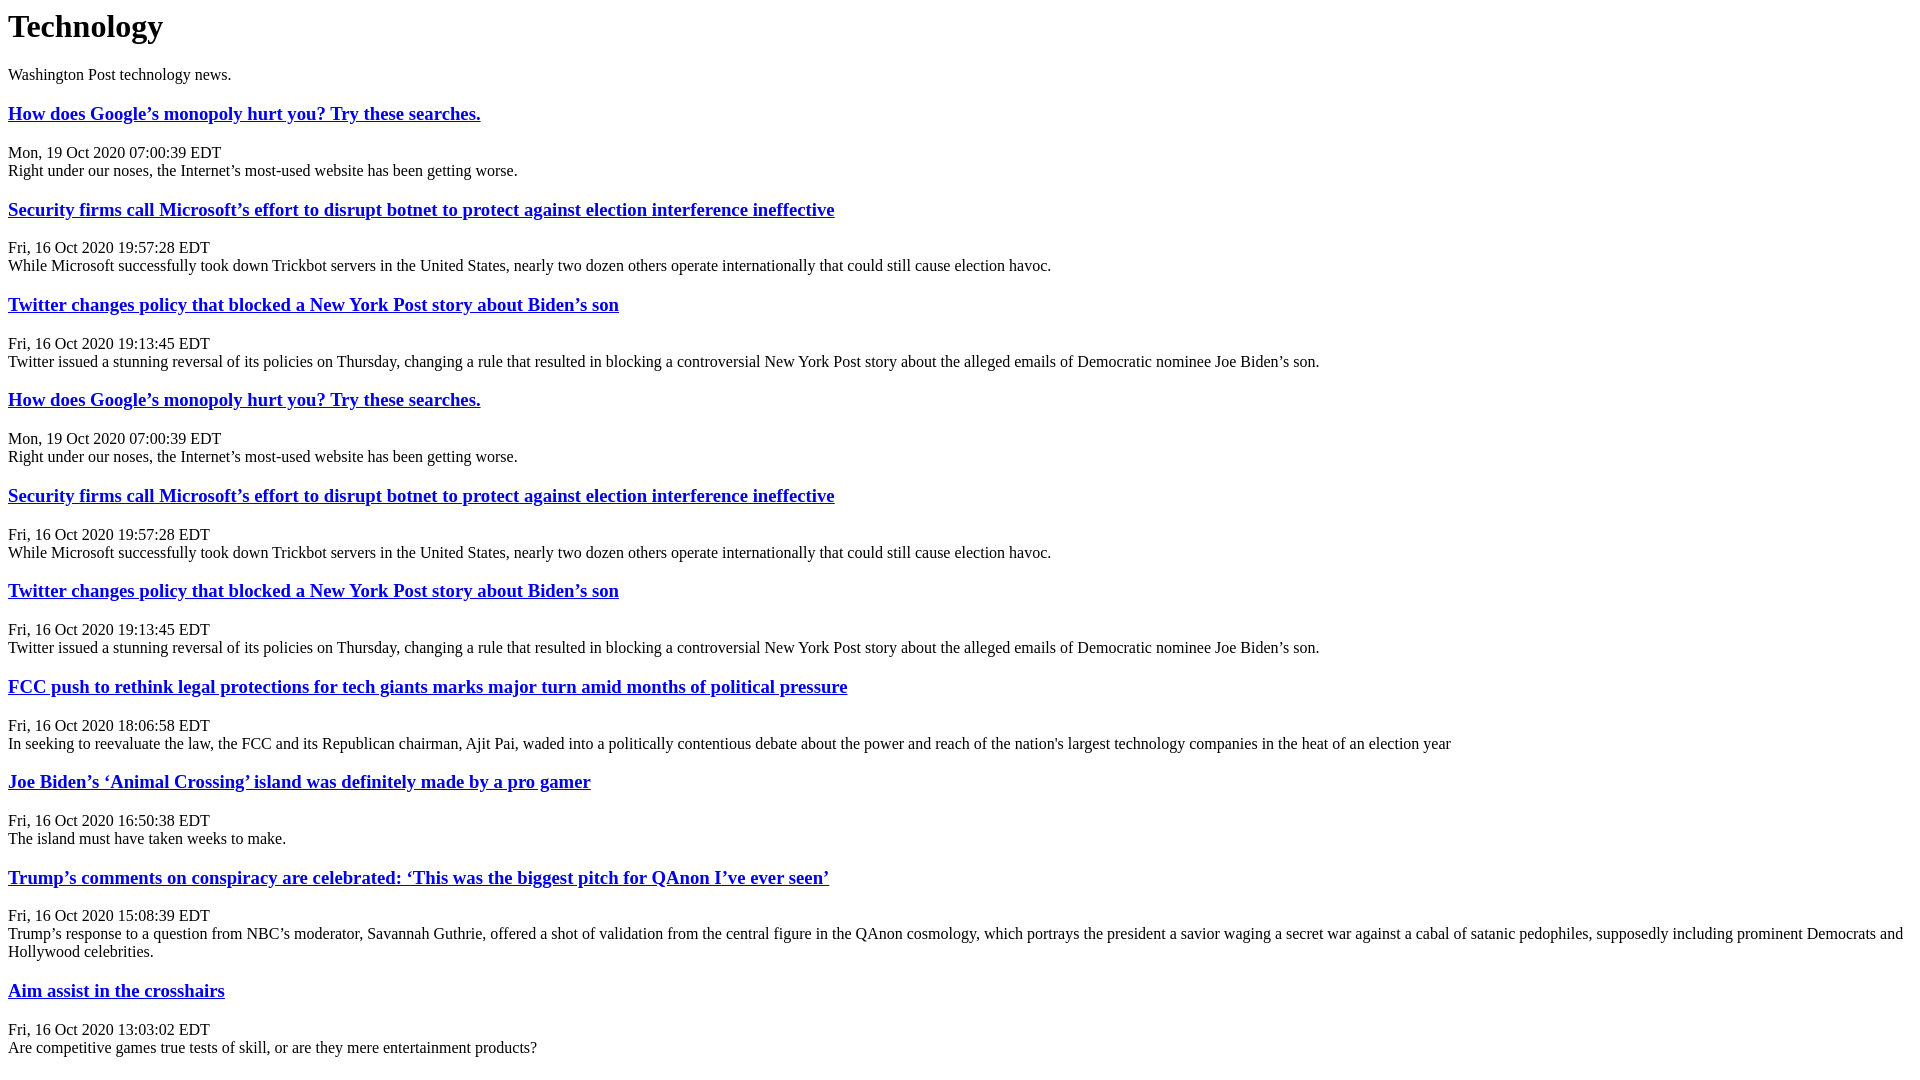 Technology
Washington Post technology news.
How does Google’s monopoly hurt you? Try these searches.
Mon, 19 Oct 2020 07:00:39 EDT
Right under our noses, the Internet’s most-used website has been getting worse.
Security firms call Microsoft’s effort to disrupt botnet to protect against election interference ineffective
Fri, 16 Oct 2020 19:57:28 EDT
While Microsoft successfully took down Trickbot servers in the United States, nearly two dozen others operate internationally that could still cause election havoc.
Twitter changes policy that blocked a New York Post story about Biden’s son
Fri, 16 Oct 2020 19:13:45 EDT
Twitter issued a stunning reversal of its policies on Thursday, changing a rule that resulted in blocking a controversial New York Post story about the alleged emails of Democratic nominee Joe Biden’s son.
How does Google’s monopoly hurt you? Try these searches.
Mon, 19 Oct 2020 07:00:39 EDT
Right under our noses, the Internet’s most-used website has been getting worse.
Security firms call Microsoft’s effort to disrupt botnet to protect against election interference ineffective
Fri, 16 Oct 2020 19:57:28 EDT
While Microsoft successfully took down Trickbot servers in the United States, nearly two dozen others operate internationally that could still cause election havoc.
Twitter changes policy that blocked a New York Post story about Biden’s son
Fri, 16 Oct 2020 19:13:45 EDT
Twitter issued a stunning reversal of its policies on Thursday, changing a rule that resulted in blocking a controversial New York Post story about the alleged emails of Democratic nominee Joe Biden’s son.
FCC push to rethink legal protections for tech giants marks major turn amid months of political pressure
Fri, 16 Oct 2020 18:06:58 EDT
In seeking to reevaluate the law, the FCC and its Republican chairman, Ajit Pai, waded into a politically contentious debate about the power and reach of the nation's largest technology companies in the heat of an election year
Joe Biden’s ‘Animal Crossing’ island was definitely made by a pro gamer
Fri, 16 Oct 2020 16:50:38 EDT
The island must have taken weeks to make.
Trump’s comments on conspiracy are celebrated: ‘This was the biggest pitch for QAnon I’ve ever seen’
Fri, 16 Oct 2020 15:08:39 EDT
Trump’s response to a question from NBC’s moderator, Savannah Guthrie, offered a shot of validation from the central figure in the QAnon cosmology, which portrays the president a savior waging a secret war against a cabal of satanic pedophiles, supposedly including prominent Democrats and
Hollywood celebrities.
Aim assist in the crosshairs
Fri, 16 Oct 2020 13:03:02 EDT
Are competitive games true tests of skill, or are they mere entertainment products?